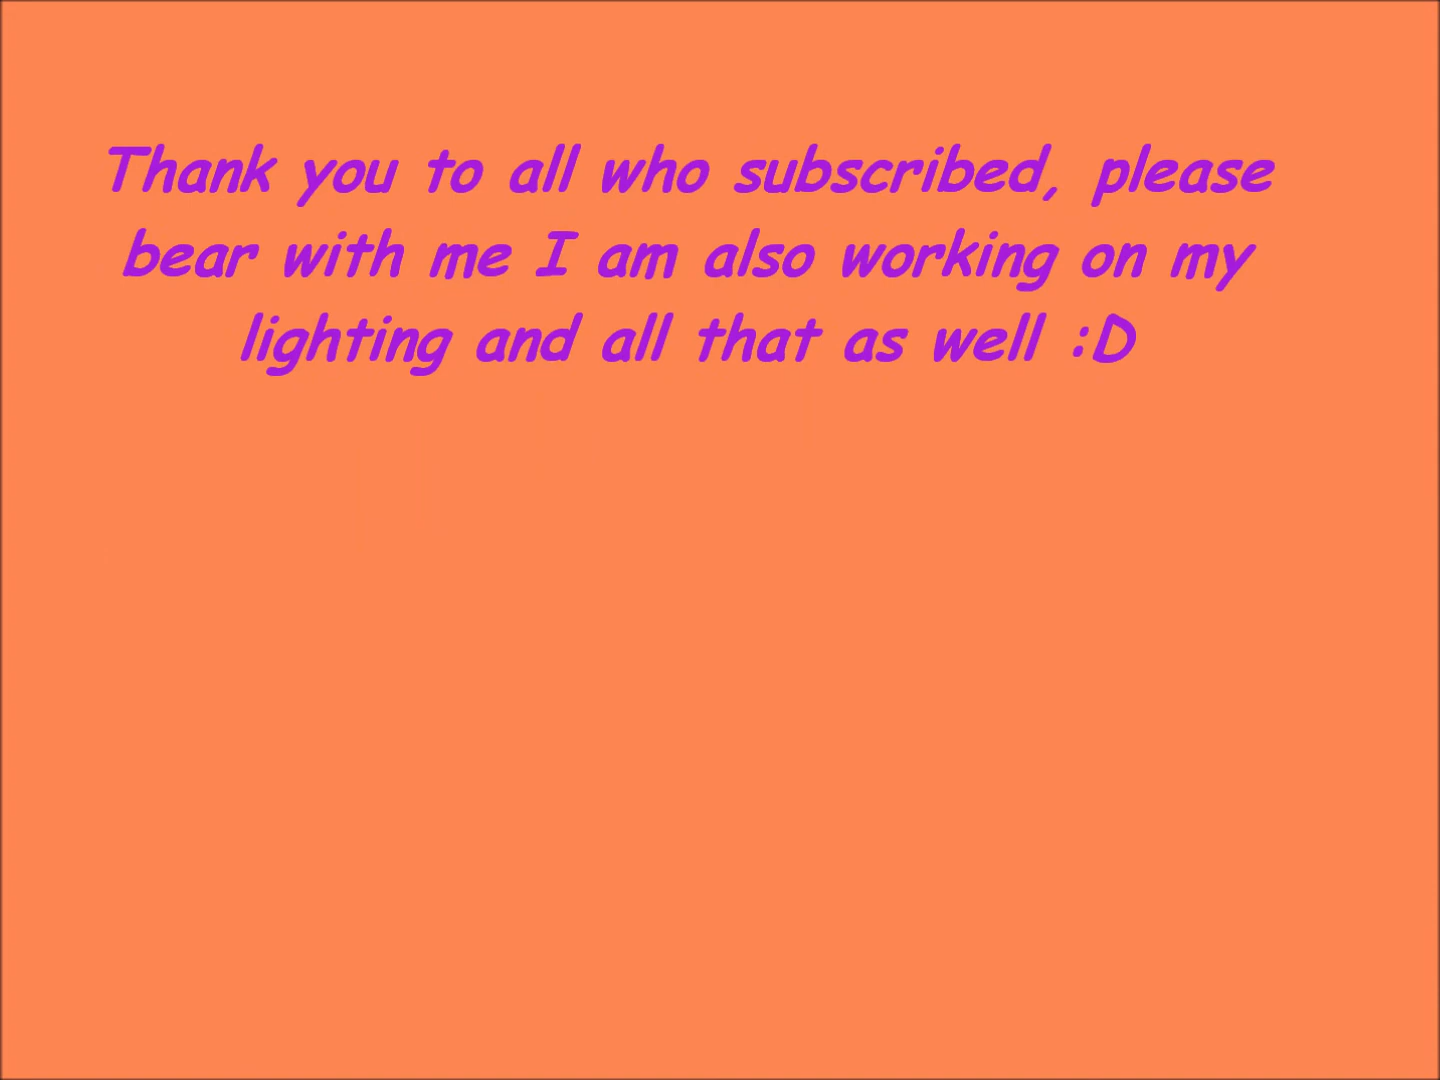 Thank you to all who subscribed, please
bear with me I am also working on my
lighting and all that as well :D